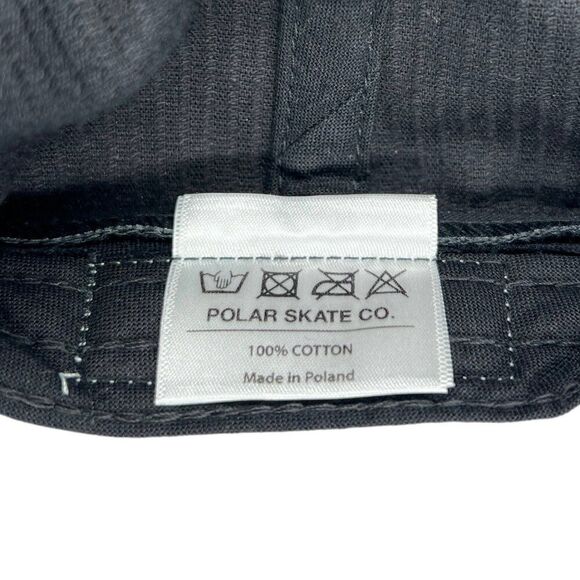 POLAR SKATE CO.
100% COTTON
Made in Poland